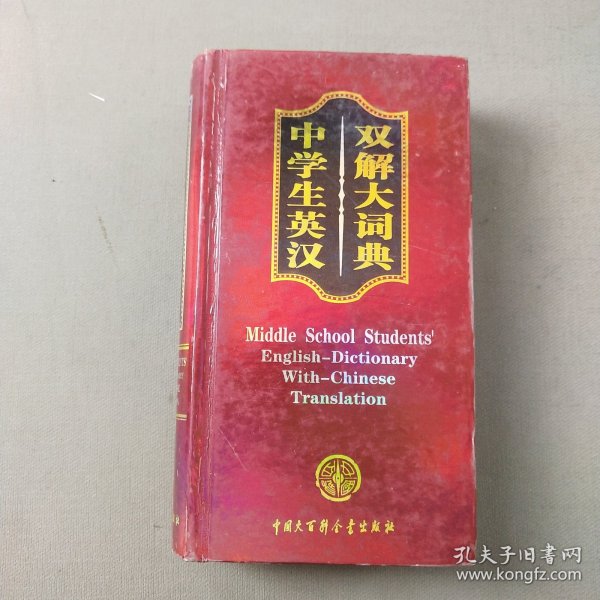 中学生英汉
双解大词典
Middle School Students'
English-Dictionary
With-Chinese
Translation
中国大百科全书出版社
孔夫子旧书网
www.kongfz.com